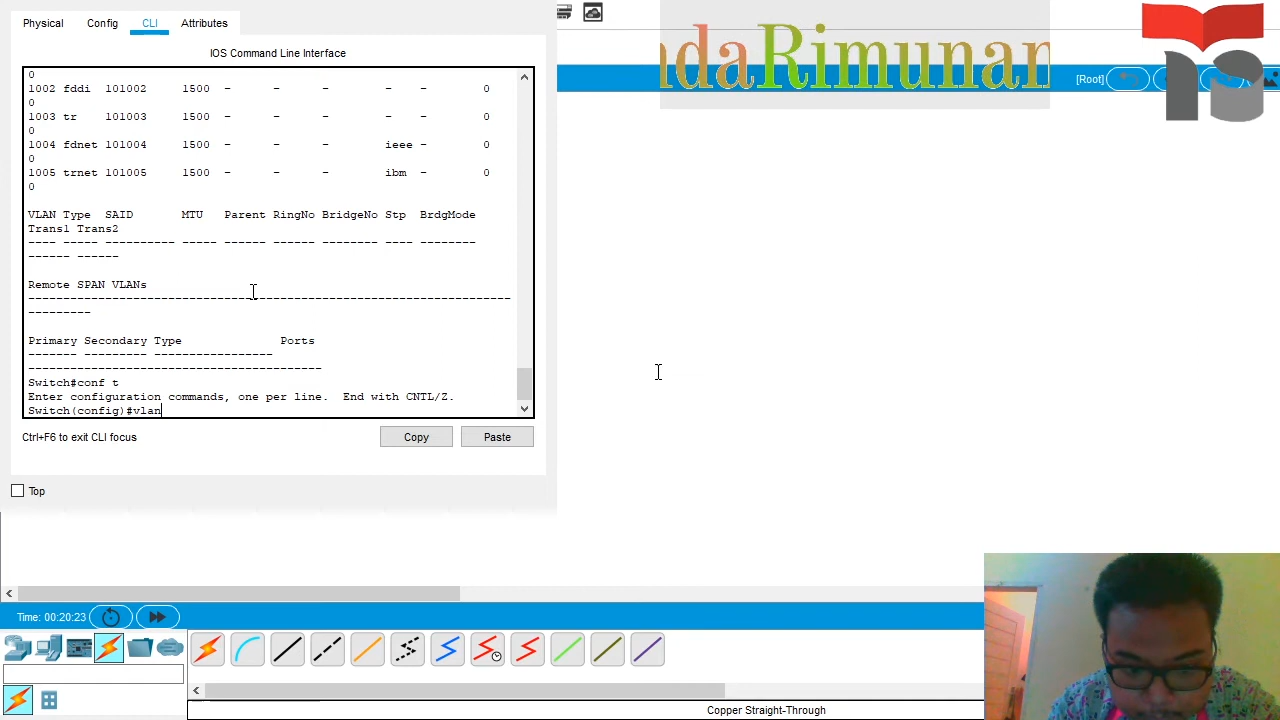 Physical Config CLI Attributes
IOS Command Line Interface
0
1002 fddi 101002 1500 - - - - - 0
0
1003 tr 101003 1500 - - - - - 0
0
1004 fdnet 101004 1500 - - - ieee - 0
0
1005 trnet 101005 1500 - - - ibm - 0
0
VLAN Type SAID MTU Parent RingNo BridgeNo Stp BrdgMode
Trans1 Trans2
---- ----- ---------- ----- ------ ------ -------- ---- --------
------ ------
Remote SPAN VLANs
---------------------------------------------------------------------
---------
Primary Secondary Type Ports
------- --------- -----------------
------------------------------------------
Switch#conf t
Enter configuration commands, one per line. End with CNTL/Z.
Switch(config)#vlan
Ctrl+F6 to exit CLI focus
Copy Paste
Top
ndaRimunan
[Root]
Time: 00:20:23
Copper Straight-Through